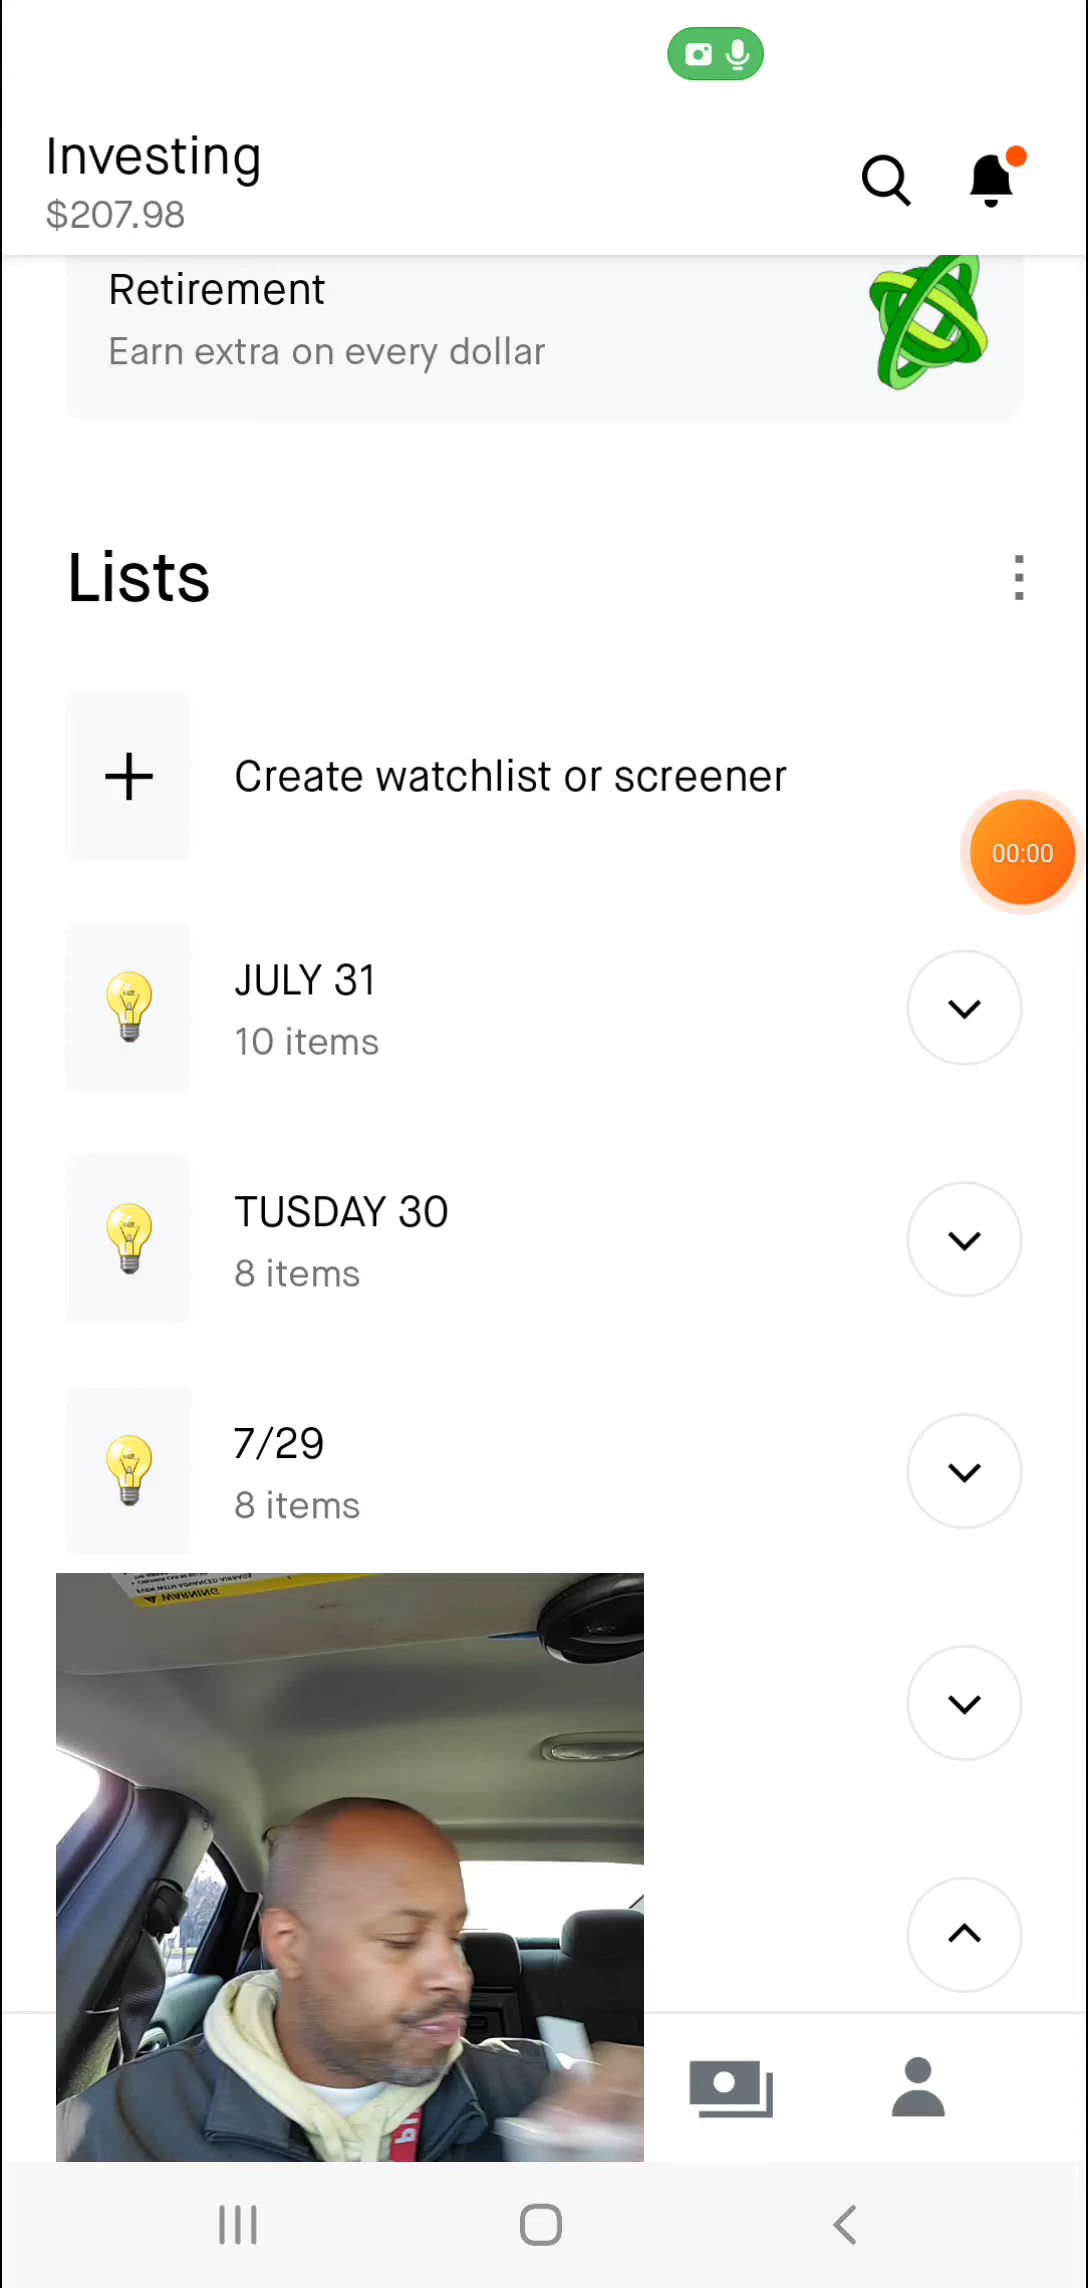 Investing
$207.98
Retirement
Earn extra on every dollar
Lists
Create watchlist or screener
00:00
JULY 31
10 items
TUSDAY 30
8 items
7/29
8 items
WARNING